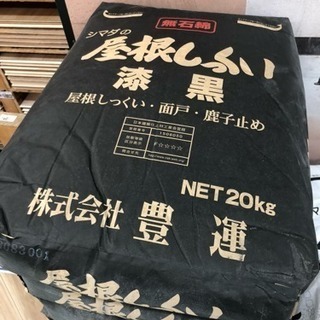 無石綿
シマダの
屋根しっくい
漆黒
屋根しっくい・面戸・鹿子止め
F☆☆☆☆
NET 20kg
株式会社 豊運
屋根しっくい